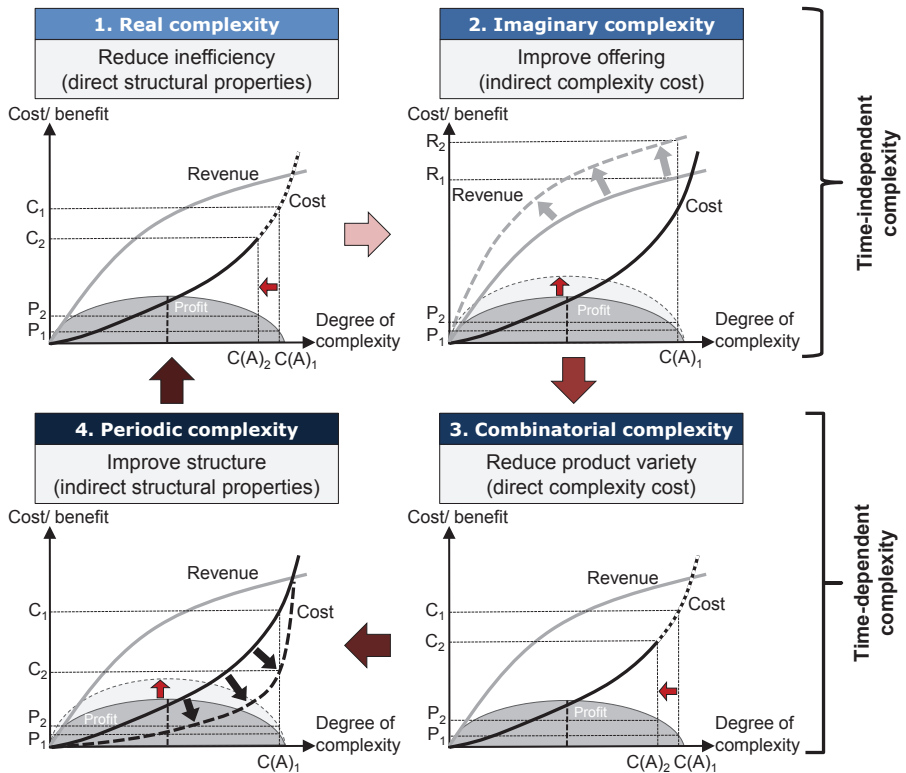 1. Real complexity
Reduce inefficiency
(direct structural properties)
Cost/ benefit
Revenue
Cost
C1
C2
P2
P1
Profit
Degree of
complexity
C(A)2 C(A)1
2. Imaginary complexity
Improve offering
(indirect complexity cost)
Cost/ benefit
R2
R1
Revenue
Cost
P2
P1
Profit
Degree of
complexity
C(A)1
Time-independent
complexity
4. Periodic complexity
Improve structure
(indirect structural properties)
Cost/ benefit
Revenue
Cost
C1
C2
P2
P1
Profit
Degree of
complexity
C(A)1
3. Combinatorial complexity
Reduce product variety
(direct complexity cost)
Cost/ benefit
Revenue
Cost
C1
C2
P2
P1
Profit
Degree of
complexity
C(A)2 C(A)1
Time-dependent
complexity